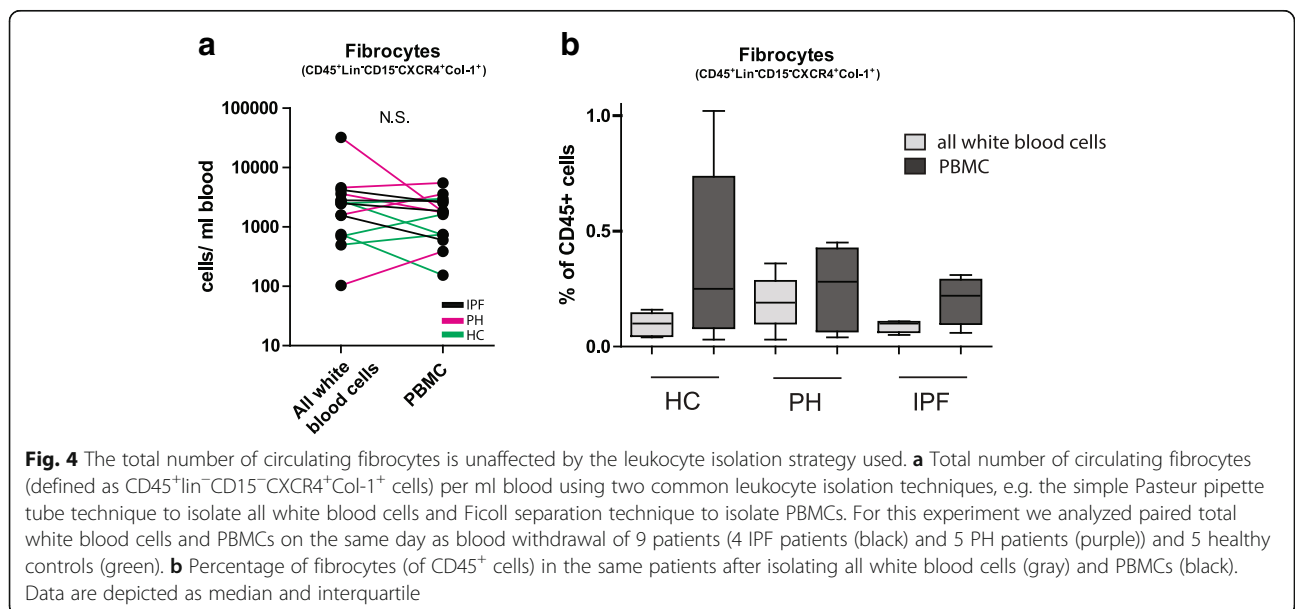 a
Fibrocytes
(CD45⁺Lin⁻CD15⁻CXCR4⁺Col-1⁺)
N.S.
100000
10000
1000
100
10
cells/ ml blood
IPF
PH
HC
All white
blood cells
PBMC
b
Fibrocytes
(CD45⁺Lin⁻CD15⁻CXCR4⁺Col-1⁺)
1.0
0.5
0.0
% of CD45+ cells
all white blood cells
PBMC
HC
PH
IPF
Fig. 4 The total number of circulating fibrocytes is unaffected by the leukocyte isolation strategy used. a Total number of circulating fibrocytes
(defined as CD45⁺lin⁻CD15⁻CXCR4⁺Col-1⁺ cells) per ml blood using two common leukocyte isolation techniques, e.g. the simple Pasteur pipette
tube technique to isolate all white blood cells and Ficoll separation technique to isolate PBMCs. For this experiment we analyzed paired total
white blood cells and PBMCs on the same day as blood withdrawal of 9 patients (4 IPF patients (black) and 5 PH patients (purple)) and 5 healthy
controls (green). b Percentage of fibrocytes (of CD45⁺ cells) in the same patients after isolating all white blood cells (gray) and PBMCs (black).
Data are depicted as median and interquartile